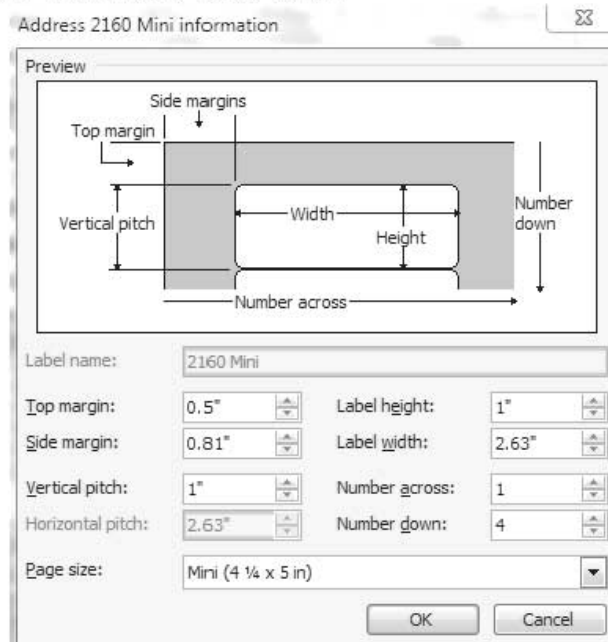 Address 2160 Mini information
Preview
Side margins
Top margin
Vertical pitch
Width
Height
Number
down
Number across
Label name: 2160 Mini
Top margin: 0.5" Label height: 1"
Side margin: 0.81" Label width: 2.63"
Vertical pitch: 1" Number across: 1
Horizontal pitch: 2.63" Number down: 4
Page size: Mini (4 ¼ x 5 in)
OK Cancel